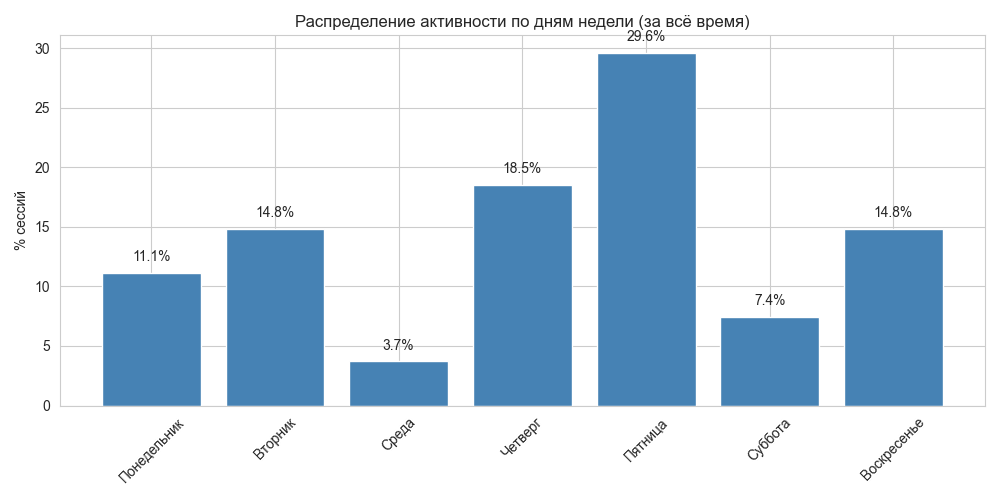 Распределение активности по дням недели (за всё время)
% сессий
30
25
20
15
10
5
0
11.1%
14.8%
3.7%
18.5%
29.6%
7.4%
14.8%
Понедельник
Вторник
Среда
Четверг
Пятница
Суббота
Воскресенье